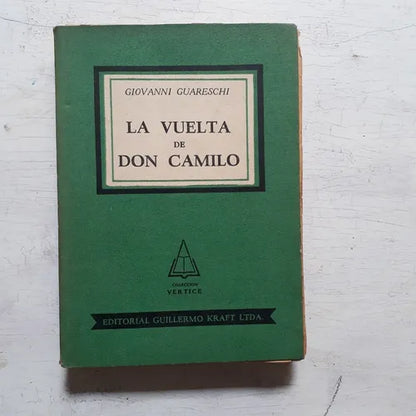 GIOVANNI GUARESCHI
LA VUELTA
DE
DON CAMILO
COLECCION
VERTICE
EDITORIAL GUILLERMO KRAFT LTDA.